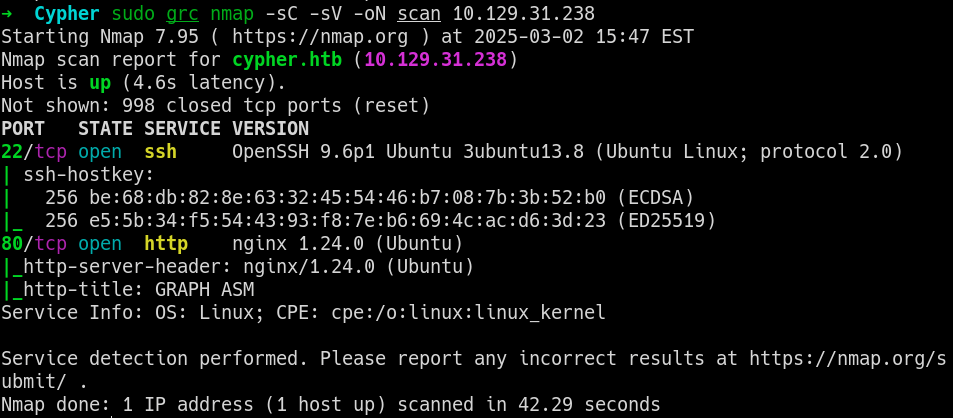 →  Cypher sudo grc nmap -sC -sV -oN scan 10.129.31.238
Starting Nmap 7.95 ( https://nmap.org ) at 2025-03-02 15:47 EST
Nmap scan report for cypher.htb (10.129.31.238)
Host is up (4.6s latency).
Not shown: 998 closed tcp ports (reset)
PORT   STATE SERVICE VERSION
22/tcp open  ssh     OpenSSH 9.6p1 Ubuntu 3ubuntu13.8 (Ubuntu Linux; protocol 2.0)
| ssh-hostkey:
|   256 be:68:db:82:8e:63:32:45:54:46:b7:08:7b:3b:52:b0 (ECDSA)
|_  256 e5:5b:34:f5:54:43:93:f8:7e:b6:69:4c:ac:d6:3d:23 (ED25519)
80/tcp open  http    nginx 1.24.0 (Ubuntu)
|_http-server-header: nginx/1.24.0 (Ubuntu)
|_http-title: GRAPH ASM
Service Info: OS: Linux; CPE: cpe:/o:linux:linux_kernel

Service detection performed. Please report any incorrect results at https://nmap.org/s
ubmit/ .
Nmap done: 1 IP address (1 host up) scanned in 42.29 seconds